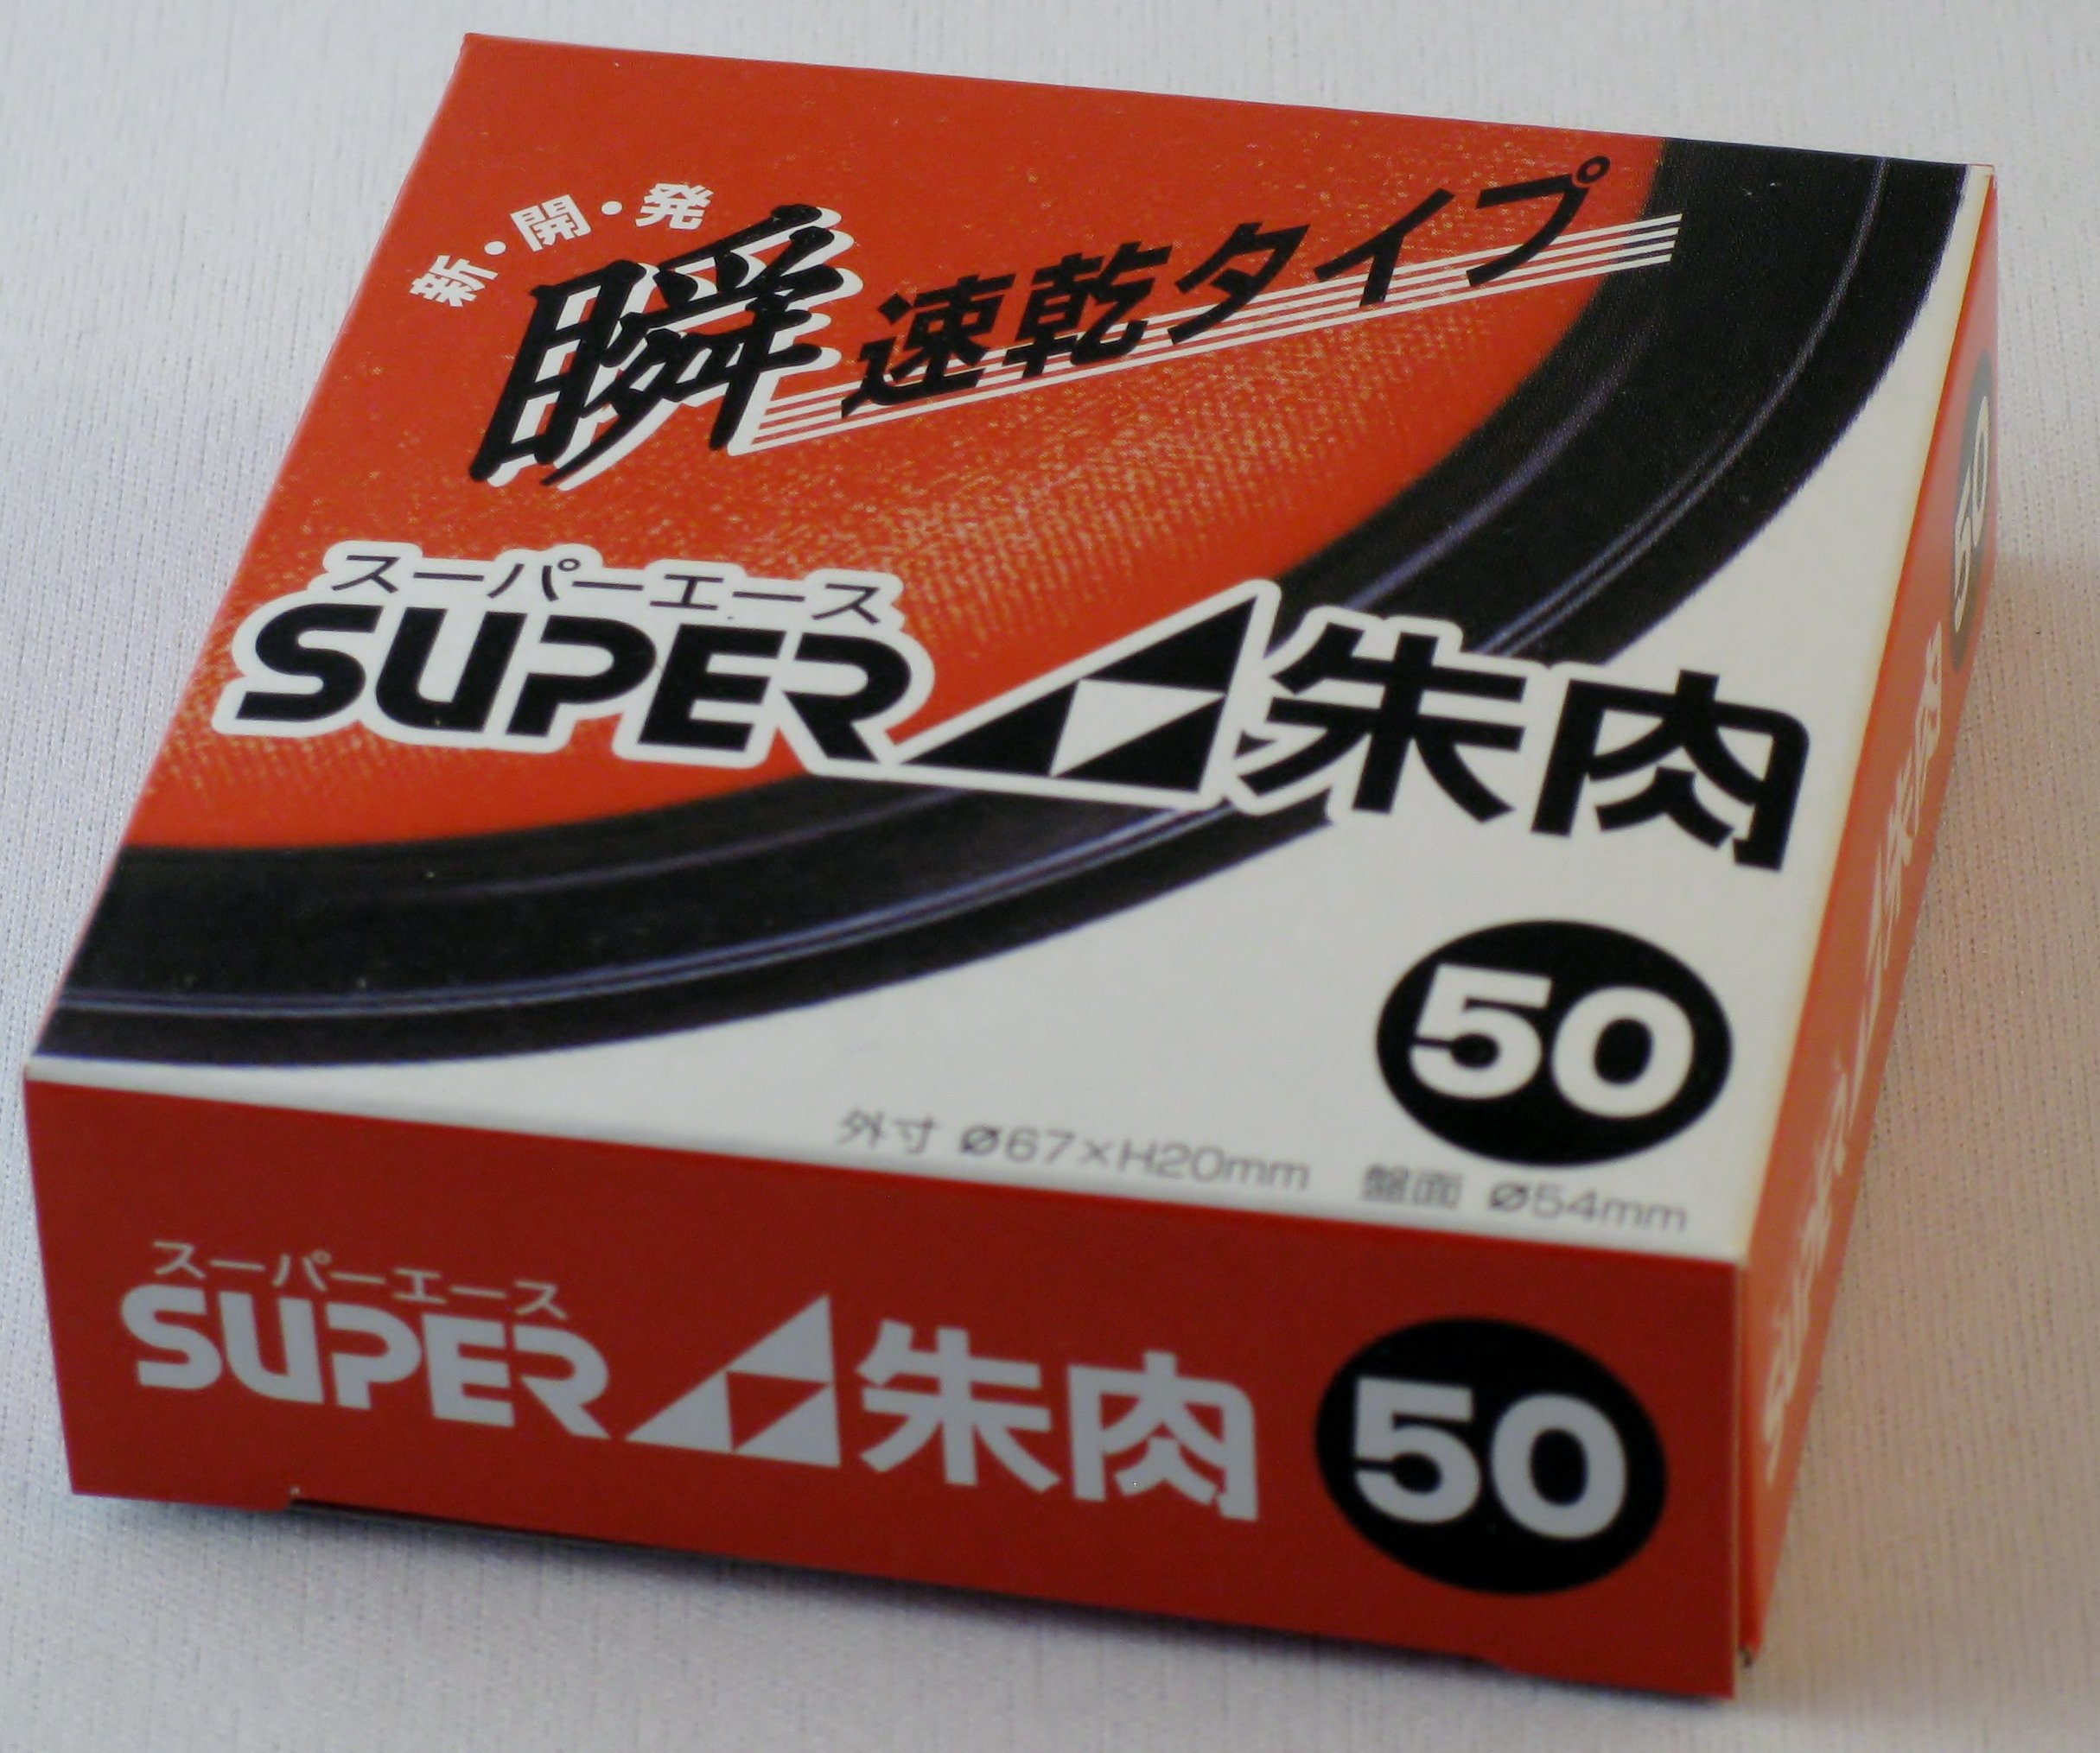 新・開・発
瞬 速乾タイプ
スーパーエース
SUPER 朱肉
50
外寸 Ø67×H20mm 盤面 Ø54mm
スーパーエース
SUPER 朱肉
50
50